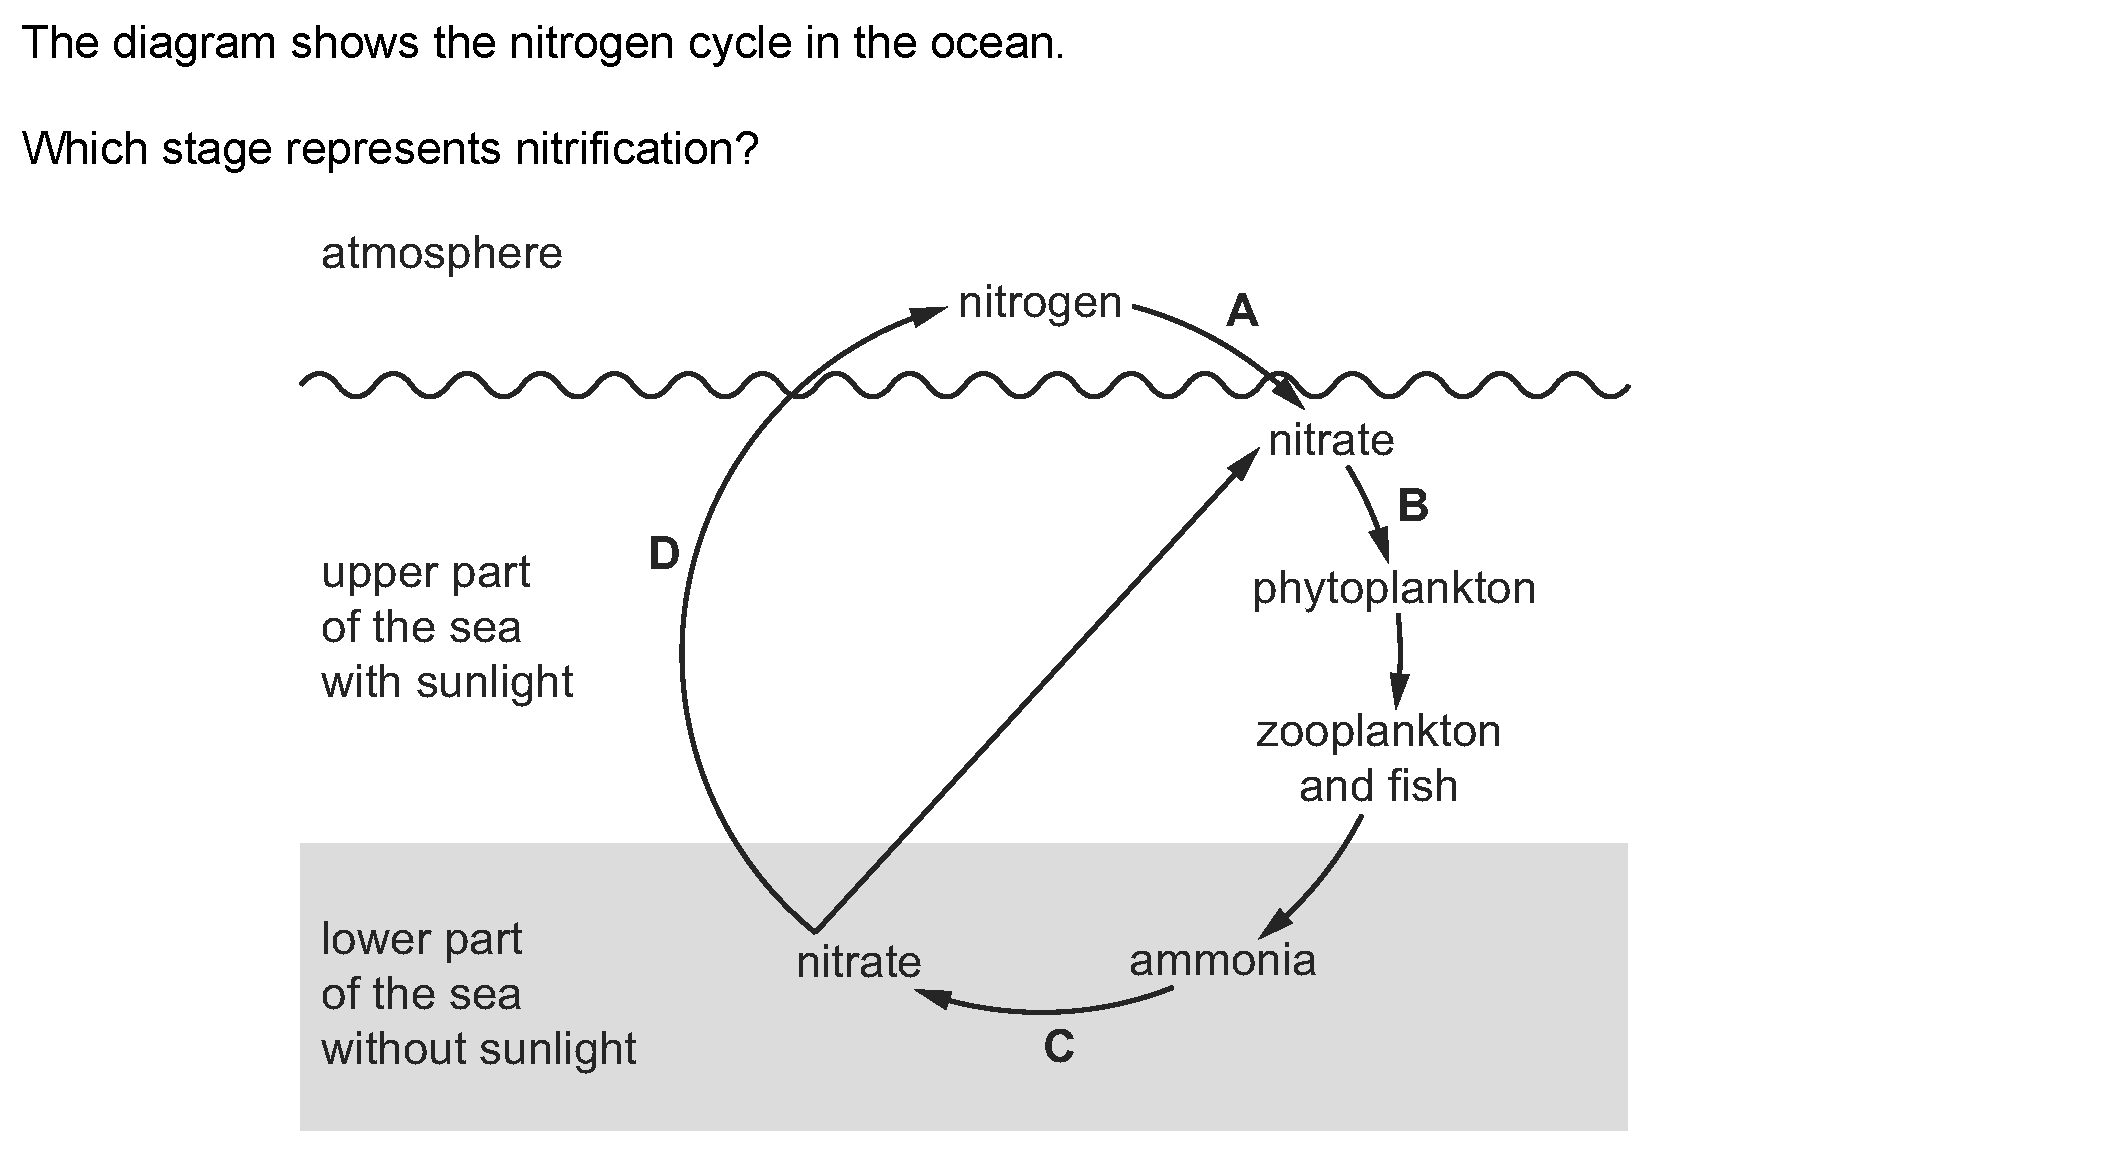 The diagram shows the nitrogen cycle in the ocean.
Which stage represents nitrification?
atmosphere
nitrogen
A
nitrate
B
D
upper part
of the sea
with sunlight
phytoplankton
zooplankton
and fish
lower part
of the sea
without sunlight
nitrate
ammonia
C